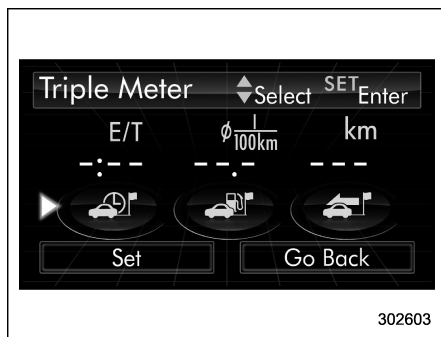 Triple Meter Select SET Enter
E/T ø l/100km km
-:-- --.- ---
Set Go Back
302603